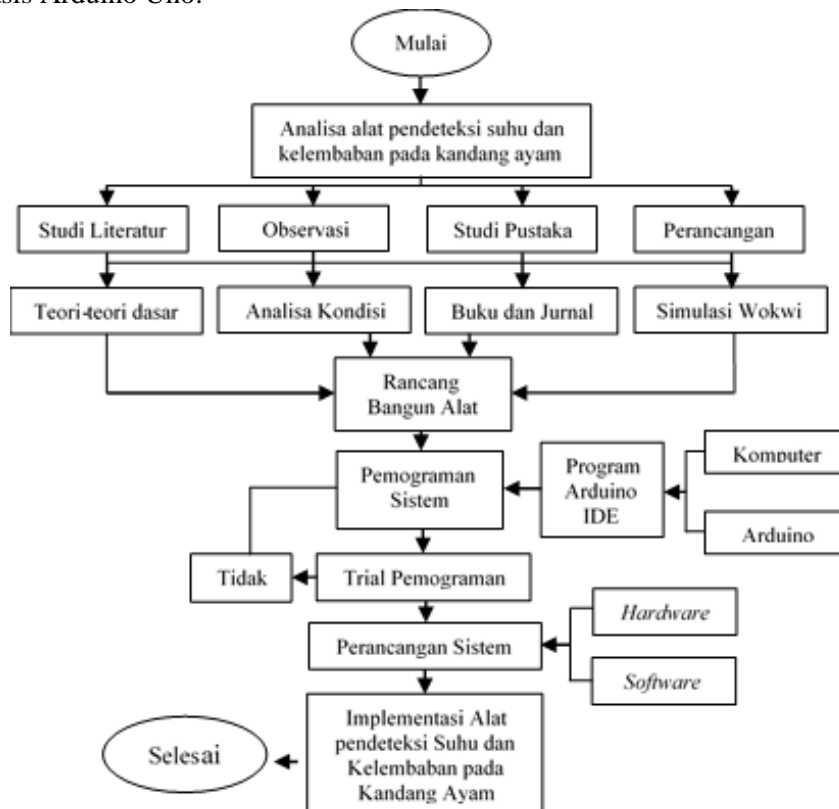 Arduino Uno.
Mulai
Analisa alat pendeteksi suhu dan
kelembaban pada kandang ayam
Studi Literatur
Observasi
Studi Pustaka
Perancangan
Teori-teori dasar
Analisa Kondisi
Buku dan Jurnal
Simulasi Wokwi
Rancang
Bangun Alat
Pemograman
Sistem
Program
Arduino
IDE
Komputer
Arduino
Tidak
Trial Pemograman
Perancangan Sistem
Hardware
Software
Implementasi Alat
pendeteksi Suhu dan
Kelembaban pada
Kandang Ayam
Selesai